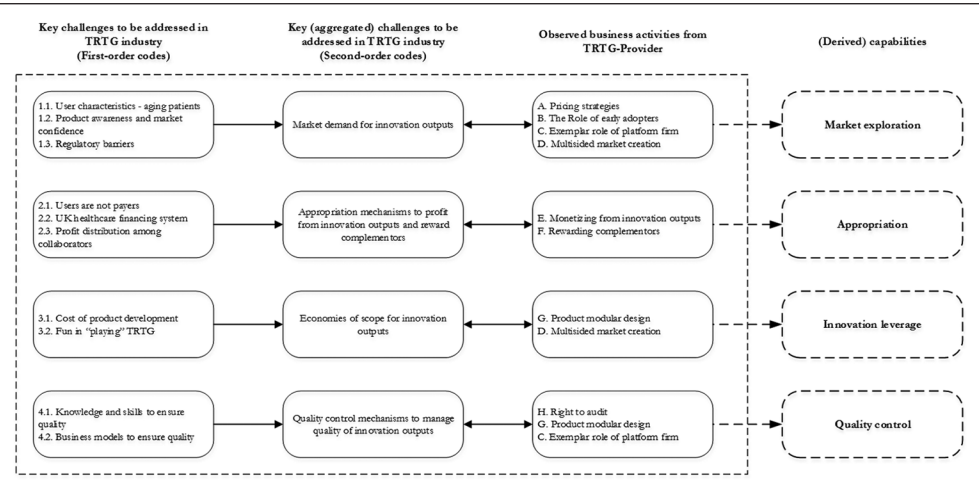 Key challenges to be addressed in
TRTG industry
(First-order codes)
Key (aggregated) challenges to be
addressed in TRTG industry
(Second-order codes)
Observed business activities from
TRTG-Provider
(Derived) capabilities
1.1. User characteristics - aging patients
1.2. Product awareness and market
confidence
1.3. Regulatory barriers
Market demand for innovation outputs
A. Pricing strategies
B. The Role of early adopters
C. Exemplar role of platform firm
D. Multisided market creation
Market exploration
2.1. Users are not payers
2.2. UK healthcare financing system
2.3. Profit distribution among
collaborators
Appropriation mechanisms to profit
from innovation outputs and reward
complementors
E. Monetizing from innovation outputs
F. Rewarding complementors
Appropriation
3.1. Cost of product development
3.2. Fun in “playing” TRTG
Economies of scope for innovation
outputs
G. Product modular design
D. Multisided market creation
Innovation leverage
4.1. Knowledge and skills to ensure
quality
4.2. Business models to ensure quality
Quality control mechanisms to manage
quality of innovation outputs
H. Right to audit
G. Product modular design
C. Exemplar role of platform firm
Quality control